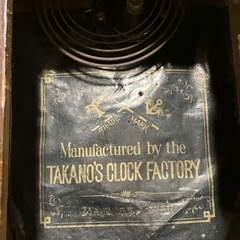 TRADE MARK
Manufactured by the
TAKANO'S CLOCK FACTORY